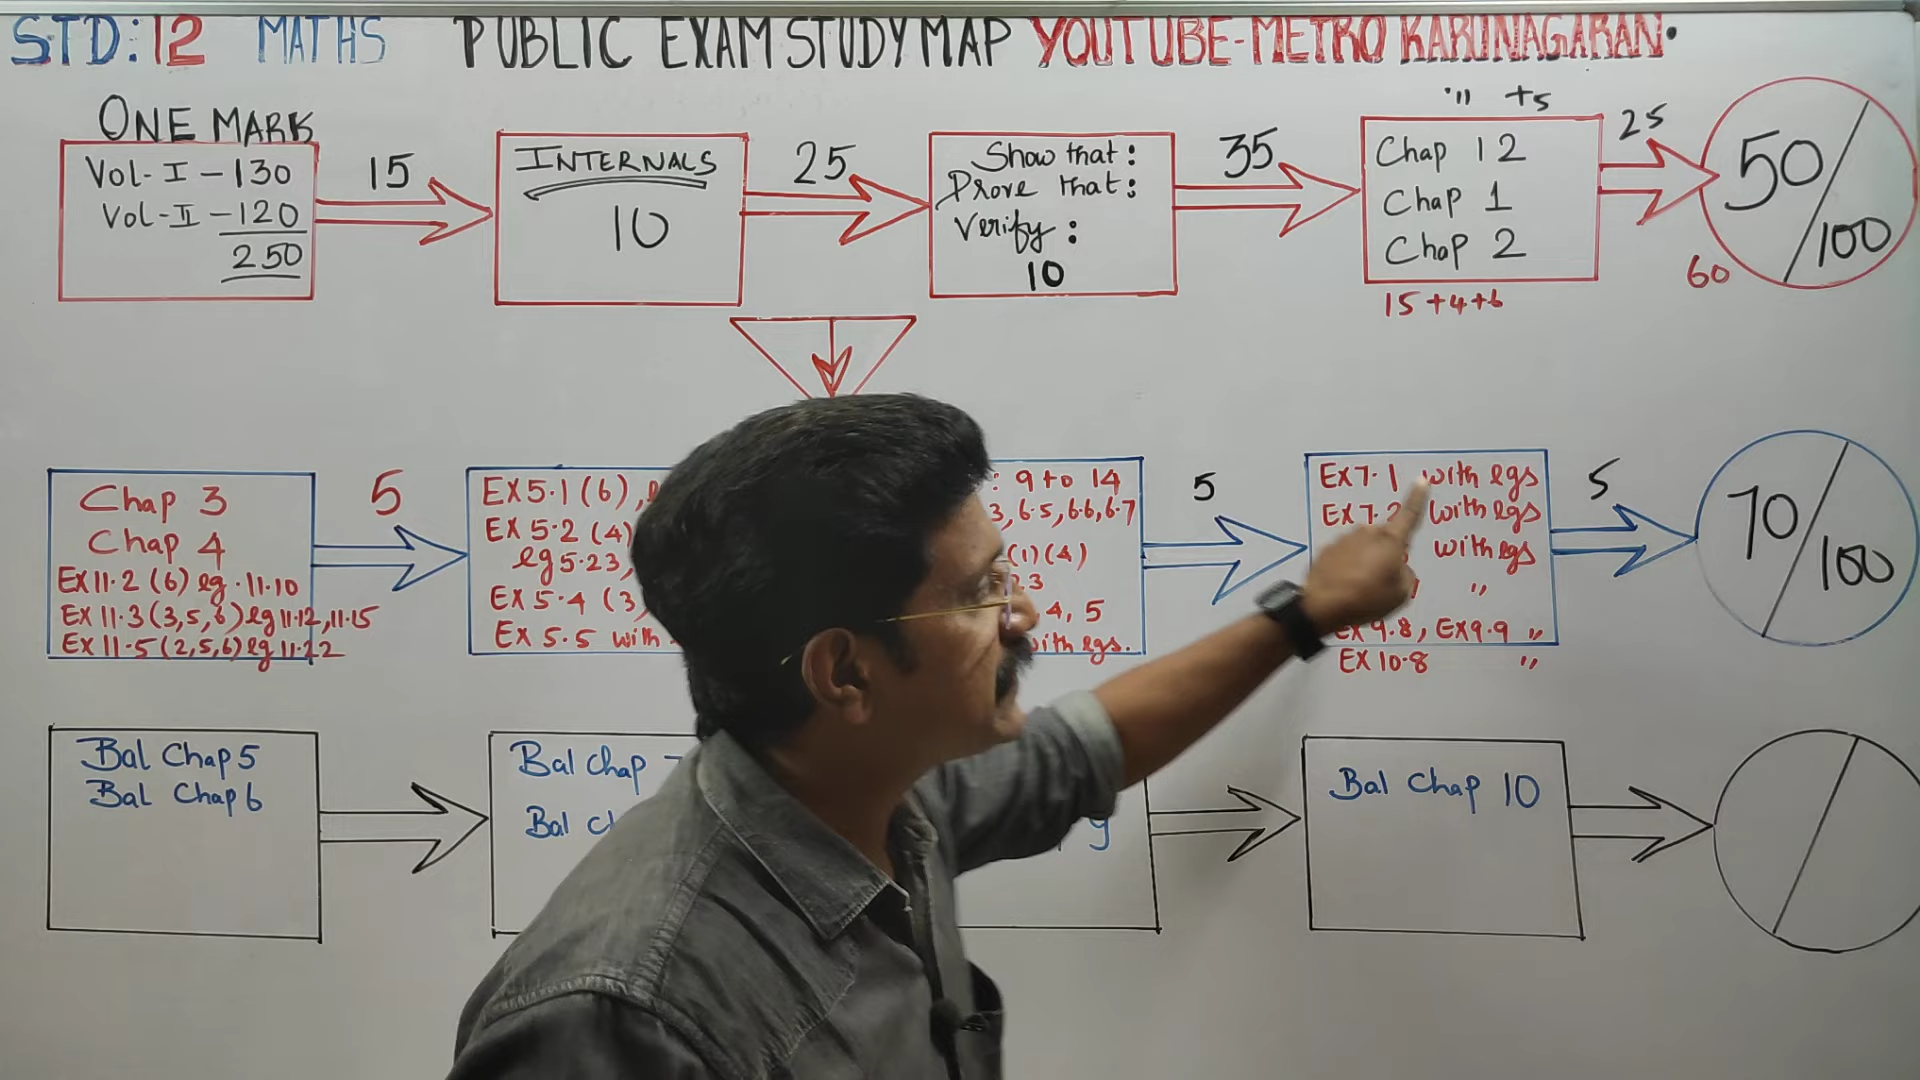 STD: 12 MATHS PUBLIC EXAM STUDY MAP YOUTUBE-METRO KARUNAGARAN.
ONE MARK
Vol-I - 130
Vol-II - 120
250
15
INTERNALS
10
25
Show that:
Prove that:
Verify:
10
35
" +5
Chap 12
Chap 1
Chap 2
15+4+6
25
50/100
60
Chap 3
Chap 4
EX 11.2 (6) eg. 11.10
EX 11.3 (3,5,6) eg 11.12, 11.15
EX 11.5 (2,5,6) eg 11.22
5
EX 5.1 (6),
EX 5.2 (4)
eg 5.23,
EX 5.4 (3)
EX 5.5 with
: 9 to 14
3, 6.5, 6.6, 6.7
(1) (4)
.3
4, 5
with egs.
5
EX 7.1 with egs
EX 7.2 with egs
with egs
"
EX 9.8, EX 9.9 "
EX 10.8 "
5
70/100
Bal Chap 5
Bal Chap 6
Bal Chap
Bal
9
Bal Chap 10